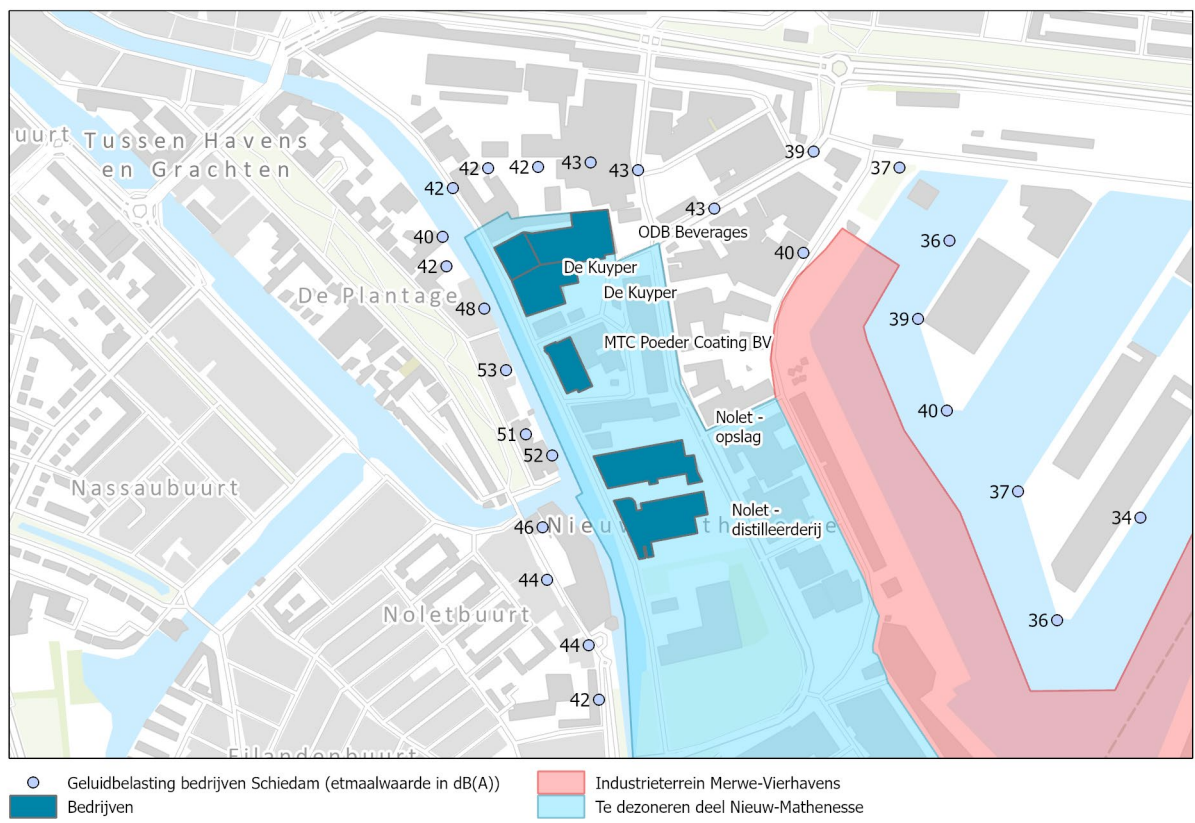 uurt
Tussen Havens
en Grachten
39
42
42
43
43
37
42
43
40
ODB Beverages
36
42
De Kuyper
40
De Plantage
De Kuyper
48
39
MTC Poeder Coating BV
53
40
Nolet -
opslag
51
52
Nassaubuurt
37
Nolet -
distilleerderij
34
46
44
Noletbuurt
36
44
42
Eilandenbuurt
Geluidbelasting bedrijven Schiedam (etmaalwaarde in dB(A))
Industrieterrein Merwe-Vierhavens
Bedrijven
Te dezoneren deel Nieuw-Mathenesse